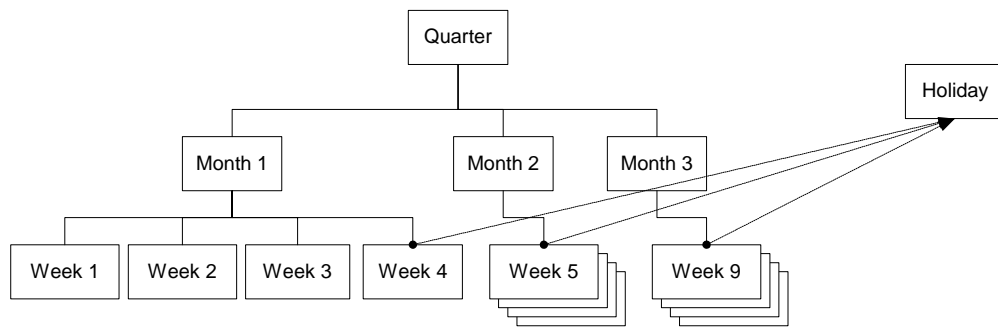 Quarter
Holiday
Month 1
Month 2
Month 3
Week 1
Week 2
Week 3
Week 4
Week 5
Week 9